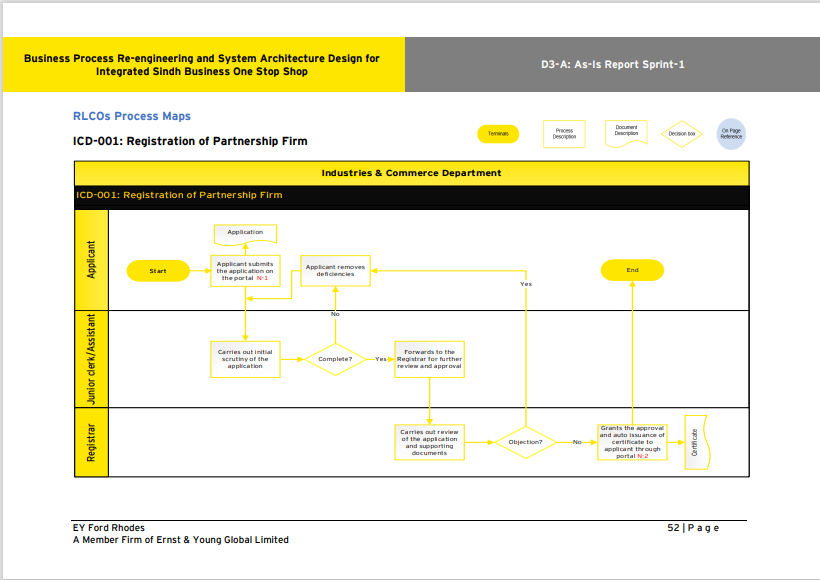 Business Process Re-engineering and System Architecture Design for
Integrated Sindh Business One Stop Shop
D3-A: As-Is Report Sprint-1
RLCOs Process Maps
ICD-001: Registration of Partnership Firm
Terminals
Process
Description
Document
Description
Decision box
On Page
Reference
Industries & Commerce Department
ICD-001: Registration of Partnership Firm
Applicant
Application
Start
Applicant submits
the application on
the portal N-1
Applicant removes
deficiencies
End
Yes
No
Junior clerk/Assistant
Carries out initial
scrutiny of the
application
Complete?
Yes
Forwards to the
Registrar for further
review and approval
Registrar
Carries out review
of the application
and supporting
documents
Objection?
No
Grants the approval
and auto issuance of
certificate to
applicant through
portal N-2
Certificate
EY Ford Rhodes
A Member Firm of Ernst & Young Global Limited
52 | P a g e